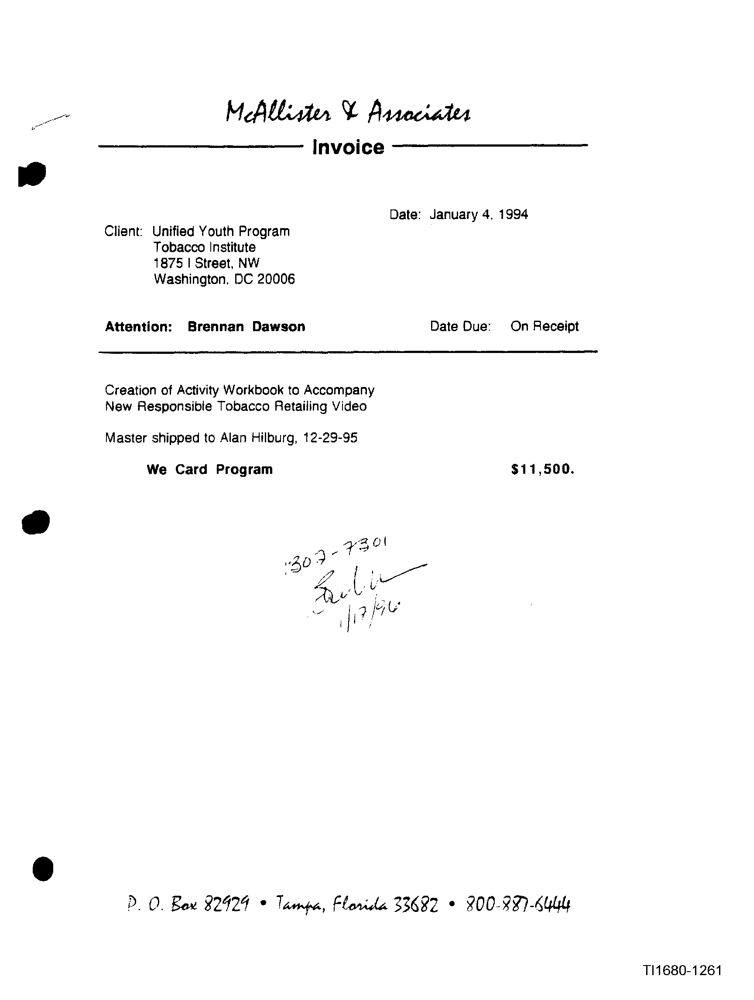 McAllister & Associates
Invoice
Date: January 4, 1994
Client: Unified Youth Program
Tobacco Institute
1875 I Street, NW
Washington, DC 20006
Attention: Brennan Dawson
Date Due: On Receipt
Creation of Activity Workbook to Accompany
New Responsible Tobacco Retailing Video
Master shipped to Alan Hilburg, 12-29-95
We Card Program $11,500.
1302-7301
1/17/96
P. O. Box 82929 • Tampa, Florida 33682 • 800-887-6444
TI1680-1261